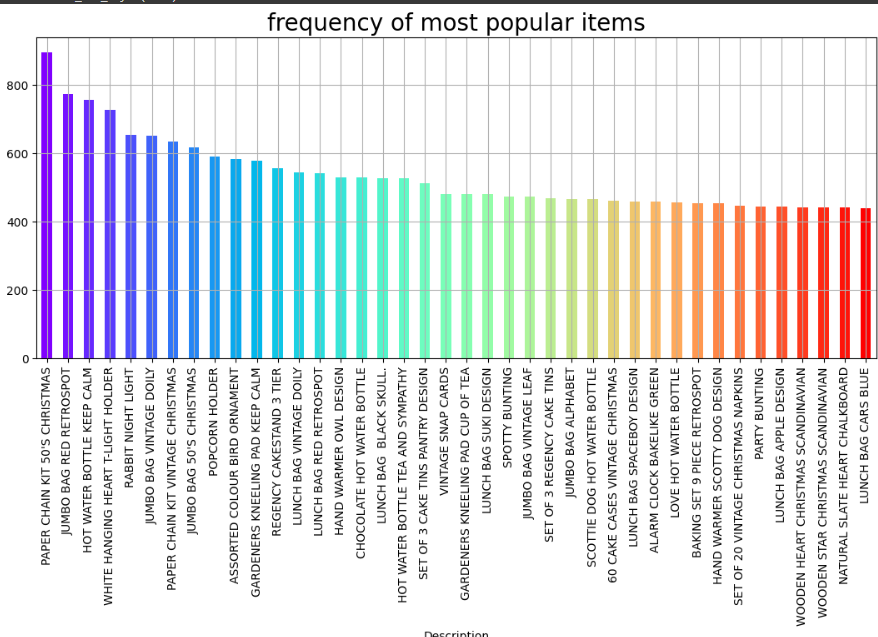 frequency of most popular items
800
600
400
200
0
PAPER CHAIN KIT 50'S CHRISTMAS
JUMBO BAG RED RETROSPOT
HOT WATER BOTTLE KEEP CALM
WHITE HANGING HEART T-LIGHT HOLDER
RABBIT NIGHT LIGHT
JUMBO BAG VINTAGE DOILY
PAPER CHAIN KIT VINTAGE CHRISTMAS
JUMBO BAG 50'S CHRISTMAS
POPCORN HOLDER
ASSORTED COLOUR BIRD ORNAMENT
GARDENERS KNEELING PAD KEEP CALM
REGENCY CAKESTAND 3 TIER
LUNCH BAG VINTAGE DOILY
LUNCH BAG RED RETROSPOT
HAND WARMER OWL DESIGN
CHOCOLATE HOT WATER BOTTLE
LUNCH BAG  BLACK SKULL.
HOT WATER BOTTLE TEA AND SYMPATHY
SET OF 3 CAKE TINS PANTRY DESIGN
VINTAGE SNAP CARDS
GARDENERS KNEELING PAD CUP OF TEA
LUNCH BAG SUKI DESIGN
SPOTTY BUNTING
JUMBO BAG VINTAGE LEAF
SET OF 3 REGENCY CAKE TINS
JUMBO BAG ALPHABET
SCOTTIE DOG HOT WATER BOTTLE
60 CAKE CASES VINTAGE CHRISTMAS
LUNCH BAG SPACEBOY DESIGN
ALARM CLOCK BAKELIKE GREEN
LOVE HOT WATER BOTTLE
BAKING SET 9 PIECE RETROSPOT
HAND WARMER SCOTTY DOG DESIGN
SET OF 20 VINTAGE CHRISTMAS NAPKINS
PARTY BUNTING
LUNCH BAG APPLE DESIGN
WOODEN HEART CHRISTMAS SCANDINAVIAN
WOODEN STAR CHRISTMAS SCANDINAVIAN
NATURAL SLATE HEART CHALKBOARD
LUNCH BAG CARS BLUE
Description